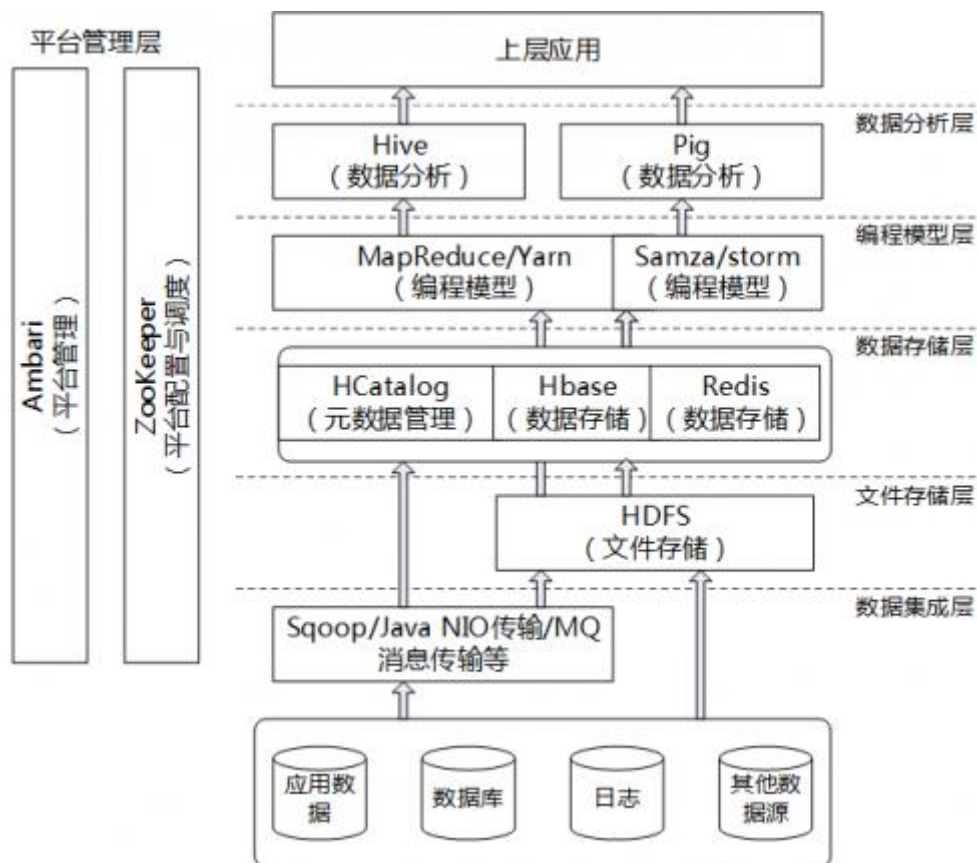 平台管理层
Ambari
（平台管理）
ZooKeeper
（平台配置与调度）
上层应用
数据分析层
Hive
（数据分析）
Pig
（数据分析）
编程模型层
MapReduce/Yarn
（编程模型）
Samza/storm
（编程模型）
数据存储层
HCatalog
（元数据管理）
Hbase
（数据存储）
Redis
（数据存储）
文件存储层
HDFS
（文件存储）
数据集成层
Sqoop/Java NIO传输/MQ
消息传输等
应用数
据
数据库
日志
其他数
据源